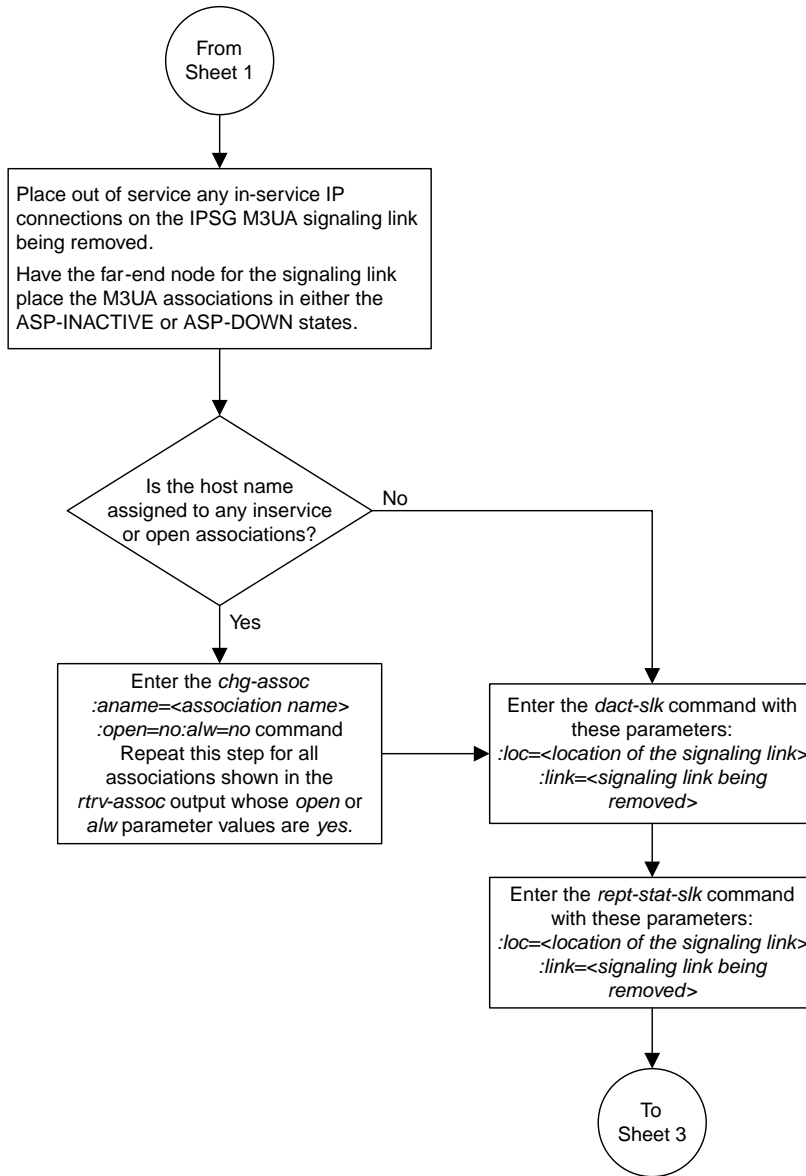 From
Sheet 1
Place out of service any in-service IP
connections on the IPSG M3UA signaling link
being removed.
Have the far-end node for the signaling link
place the M3UA associations in either the
ASP-INACTIVE or ASP-DOWN states.
Is the host name
assigned to any inservice
or open associations?
No
Yes
Enter the chg-assoc
:aname=<association name>
:open=no:alw=no command
Repeat this step for all
associations shown in the
rtrv-assoc output whose open or
alw parameter values are yes.
Enter the dact-slk command with
these parameters:
:loc=<location of the signaling link>
:link=<signaling link being
removed>
Enter the rept-stat-slk command
with these parameters:
:loc=<location of the signaling link>
:link=<signaling link being
removed>
To
Sheet 3